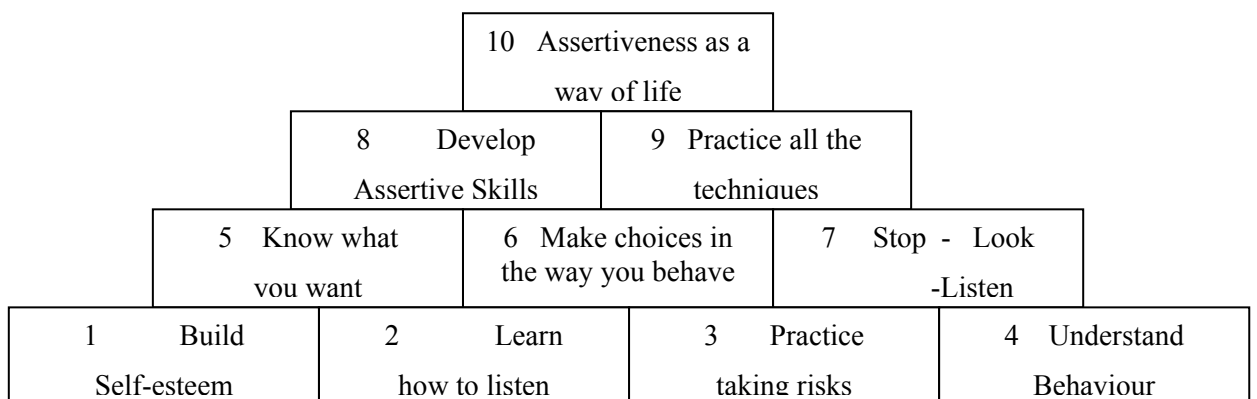 10 Assertiveness as a
way of life
8 Develop
Assertive Skills
9 Practice all the
techniques
5 Know what
you want
6 Make choices in
the way you behave
7 Stop - Look
-Listen
1 Build
Self-esteem
2 Learn
how to listen
3 Practice
taking risks
4 Understand
Behaviour